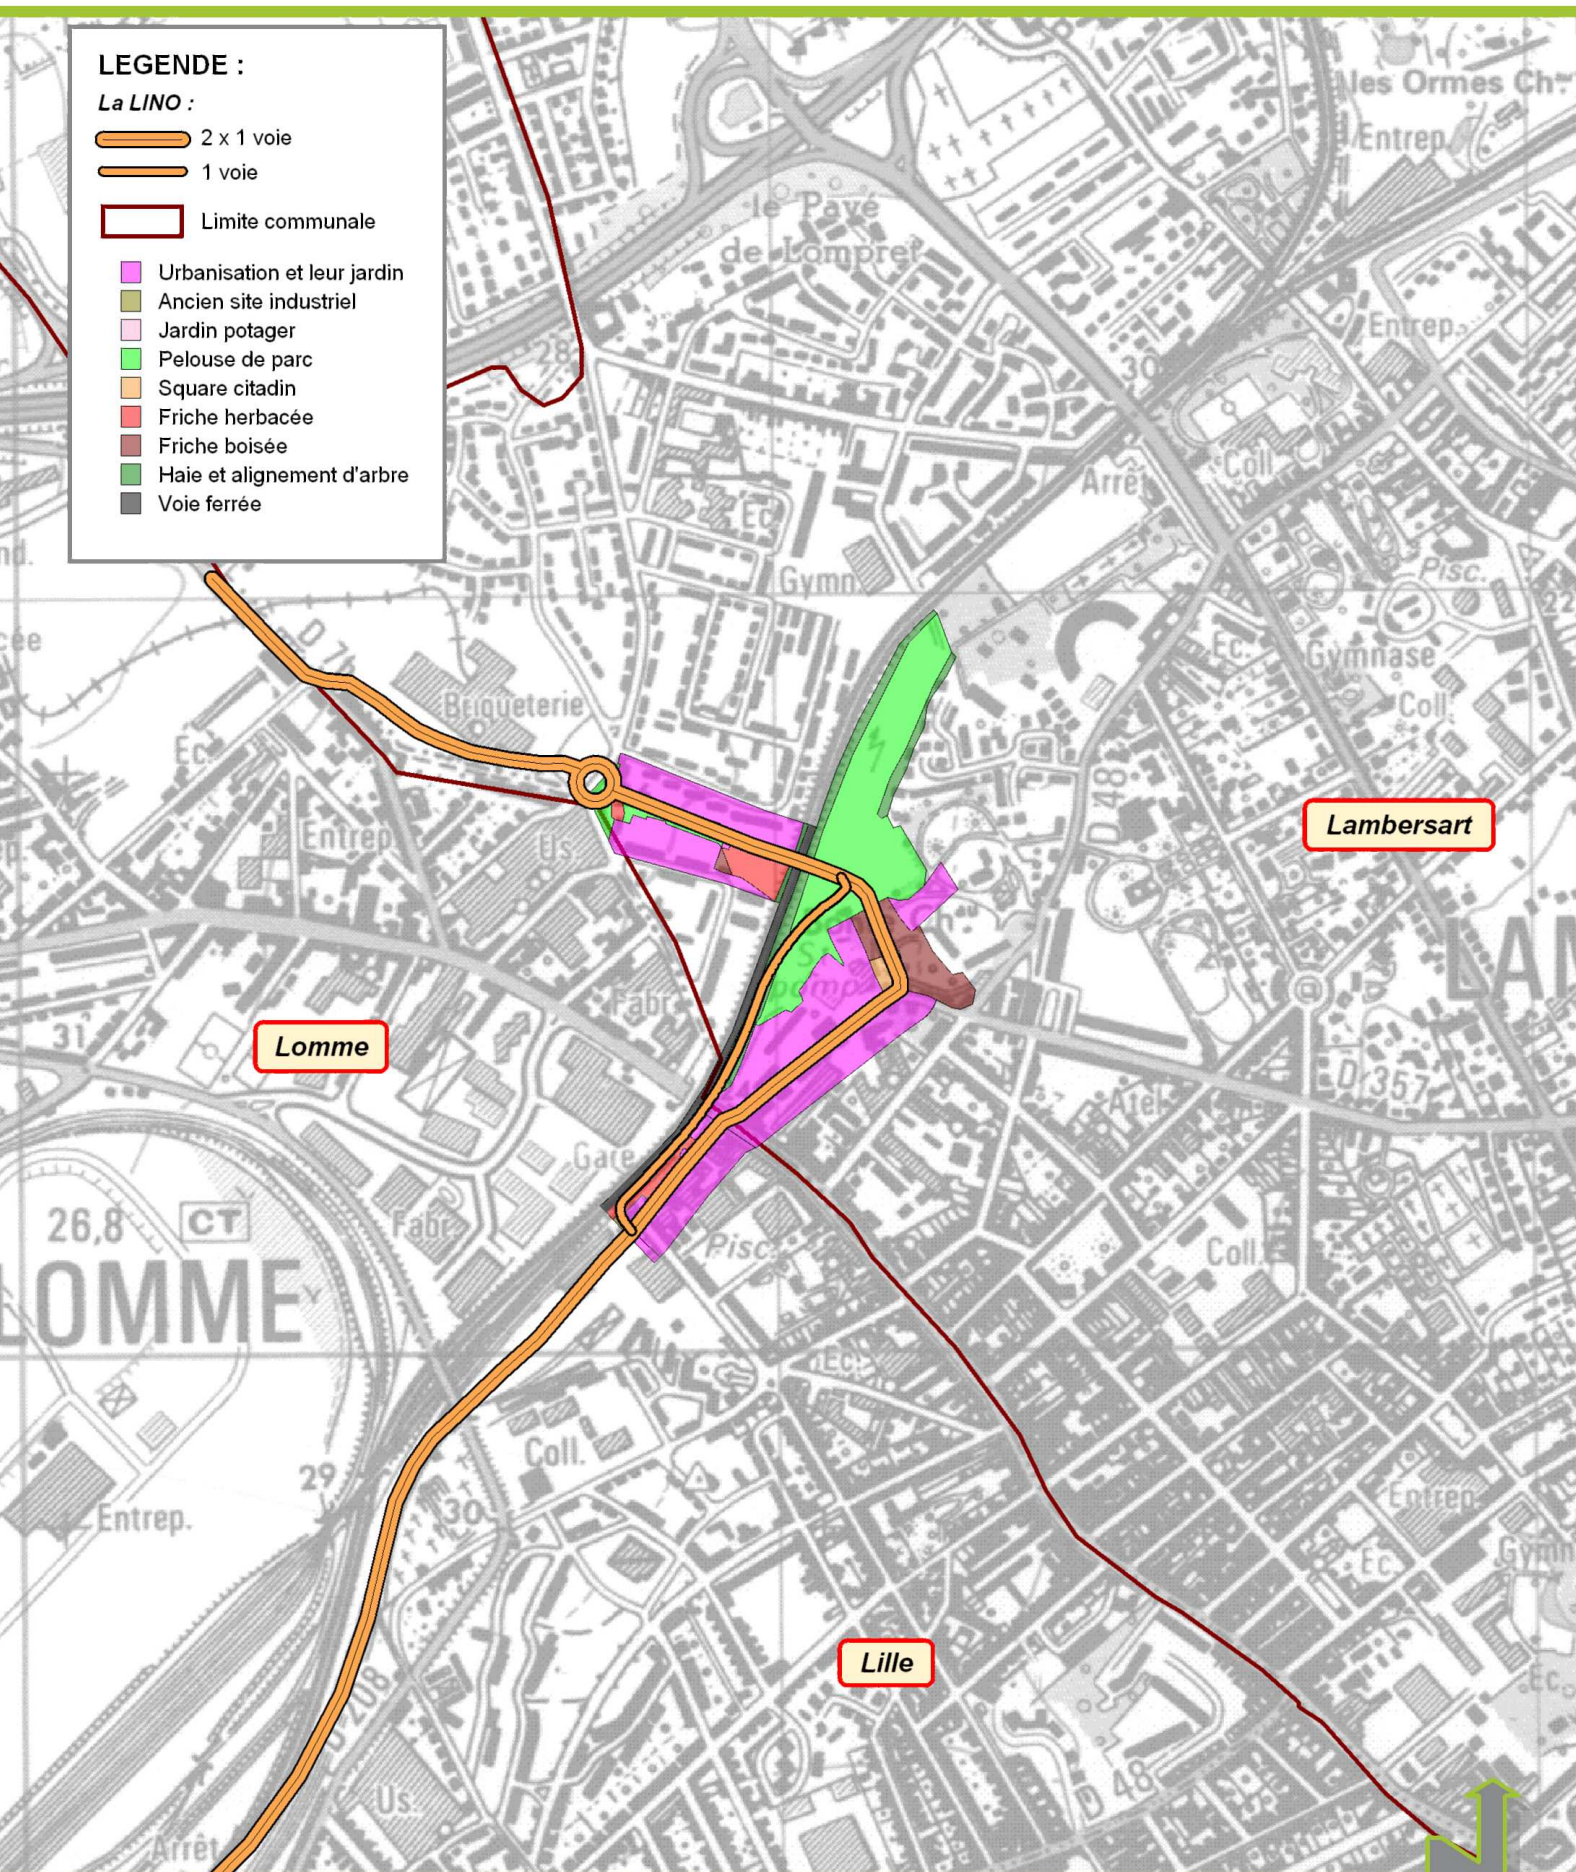 LEGENDE :
La LINO :
2 x 1 voie
1 voie
Limite communale
Urbanisation et leur jardin
Ancien site industriel
Jardin potager
Pelouse de parc
Square citadin
Friche herbacée
Friche boisée
Haie et alignement d'arbre
Voie ferrée
les Ormes Ch.
Entrep.
le Pavé
de Lompret
Entrep.
28
30
Coll.
Arrêt
Ec.
Gymn.
Pisc.
22
Ec.
Gymnase
Coll.
D 7
Briqueterie
Ec.
Entrep.
Us.
Lambersart
LAM
Fabr.
31
Lomme
pomp
D 357
Atel.
Gare
26,8
CT
Fabr.
Pisc.
Coll.
LOMME
Ec.
29
Coll.
Entrep.
30
Entrep.
Ec.
Gymn
Lille
Ec.
D 208
D 48
Us.
Arrêt
N